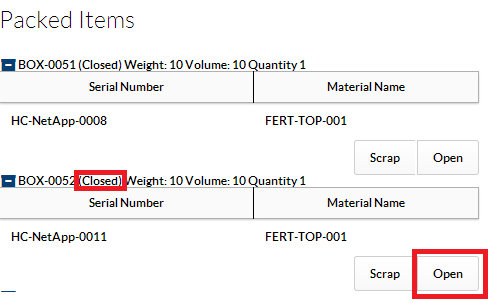 Packed Items
BOX-0051 (Closed) Weight: 10 Volume: 10 Quantity 1
Serial Number Material Name
HC-NetApp-0008 FERT-TOP-001
Scrap Open
BOX-0052 (Closed) Weight: 10 Volume: 10 Quantity 1
Serial Number Material Name
HC-NetApp-0011 FERT-TOP-001
Scrap Open